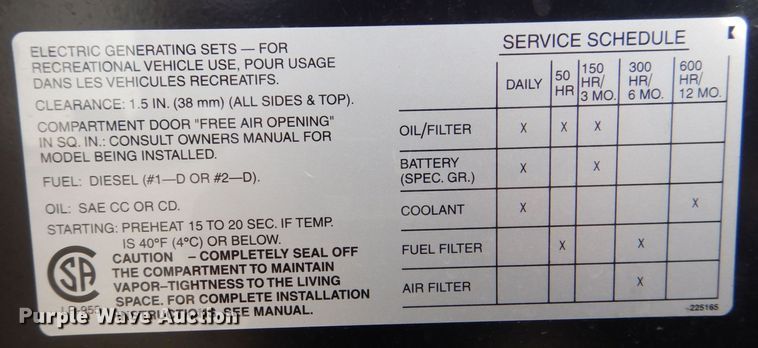 ELECTRIC GENERATING SETS — FOR
RECREATIONAL VEHICLE USE, POUR USAGE
DANS LES VEHICULES RECREATIFS.
CLEARANCE: 1.5 IN. (38 mm) (ALL SIDES & TOP).
COMPARTMENT DOOR "FREE AIR OPENING"
IN SQ. IN.: CONSULT OWNERS MANUAL FOR
MODEL BEING INSTALLED.
FUEL: DIESEL (#1—D OR #2—D).
OIL: SAE CC OR CD.
STARTING: PREHEAT 15 TO 20 SEC. IF TEMP.
IS 40°F (4°C) OR BELOW.
CAUTION – COMPLETELY SEAL OFF
THE COMPARTMENT TO MAINTAIN
VAPOR–TIGHTNESS TO THE LIVING
SPACE. FOR COMPLETE INSTALLATION
INSTRUCTIONS, SEE MANUAL.
CSA
SERVICE SCHEDULE
DAILY 50 HR 150 HR/ 3 MO. 300 HR/ 6 MO. 600 HR/ 12 MO.
OIL/FILTER X X X
BATTERY X X
(SPEC. GR.)
COOLANT X X
FUEL FILTER X X
AIR FILTER X
-225165
Purple Wave Auction